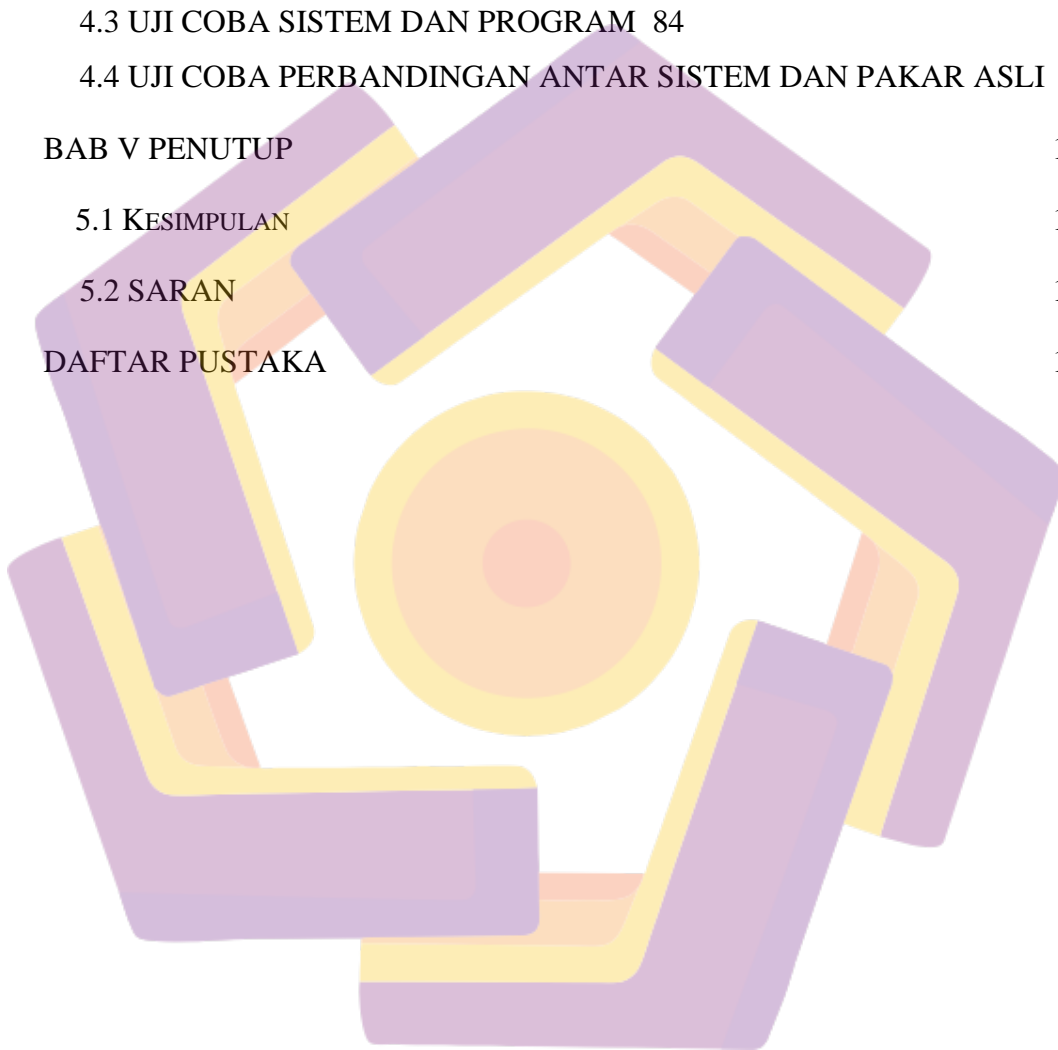 4.3 UJI COBA SISTEM DAN PROGRAM 84
4.4 UJI COBA PERBANDINGAN ANTAR SISTEM DAN PAKAR ASLI
BAB V PENUTUP
5.1 KESIMPULAN
5.2 SARAN
DAFTAR PUSTAKA